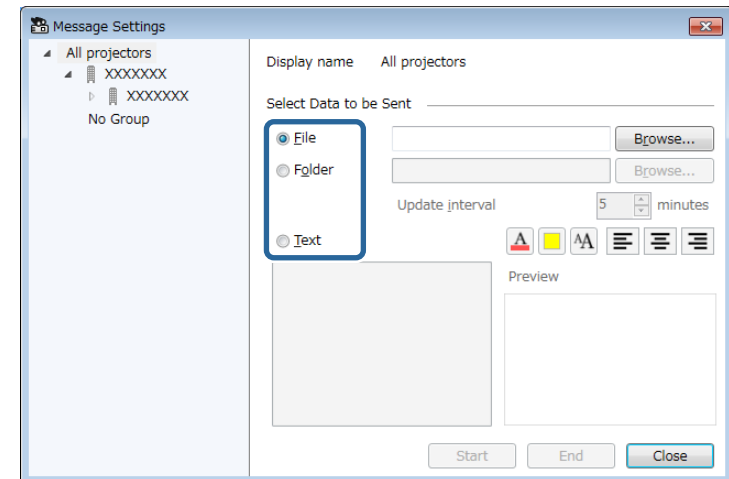 Message Settings
All projectors
XXXXXXX
XXXXXXX
No Group
Display name All projectors
Select Data to be Sent
File Browse...
Folder Browse...
Update interval 5 minutes
Text A AA
Preview
Start End Close